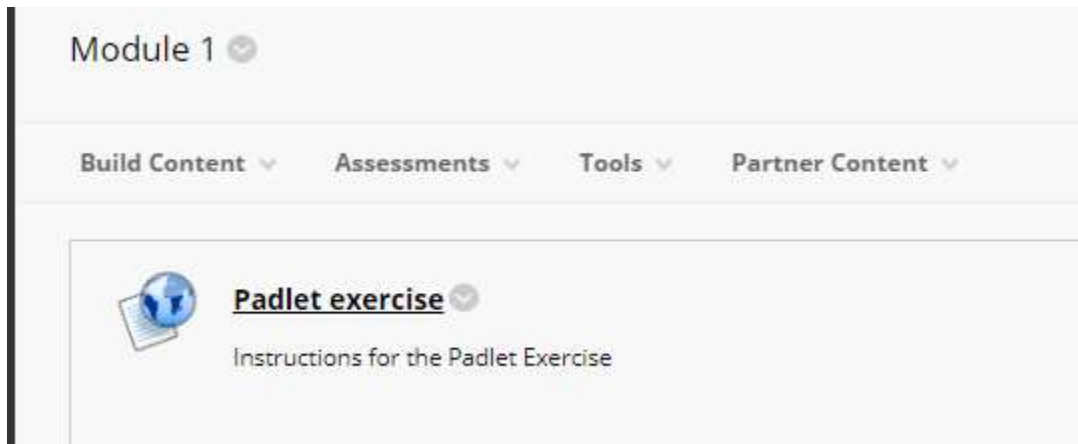 Module 1
Build Content Assessments Tools Partner Content
Padlet exercise
Instructions for the Padlet Exercise